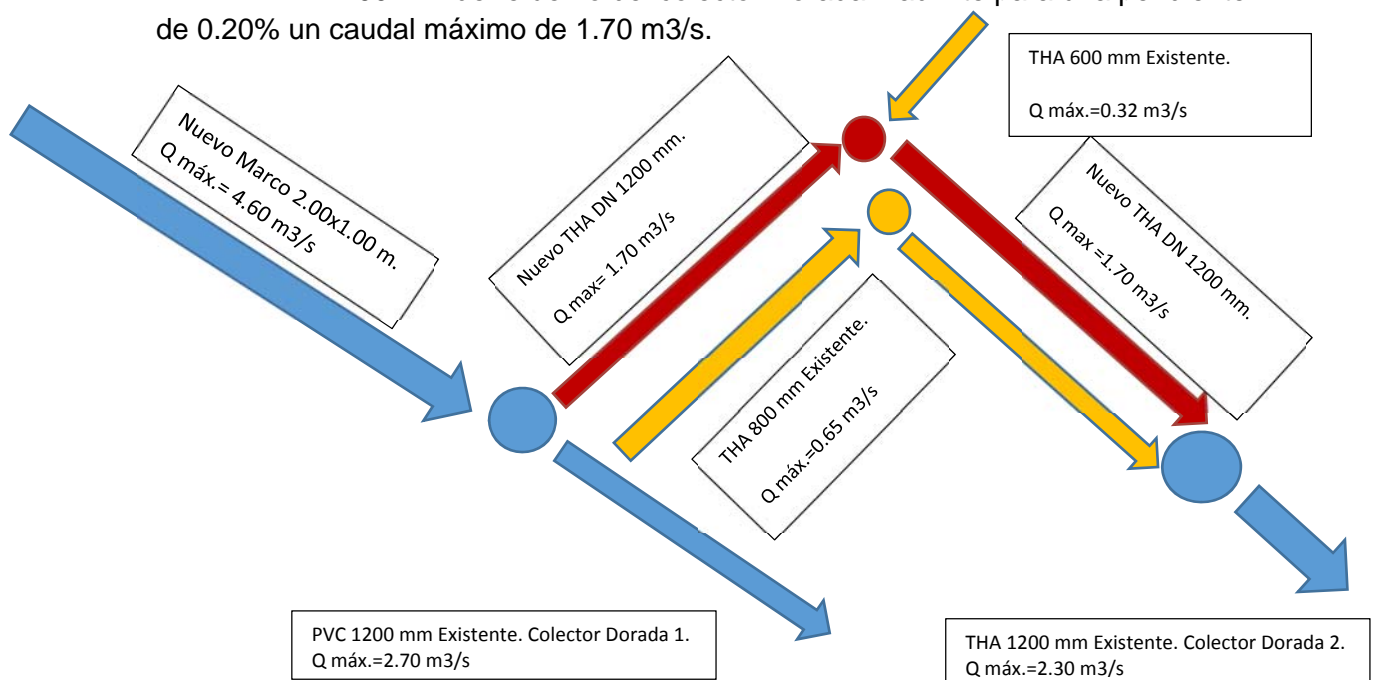 de 0.20% un caudal máximo de 1.70 m3/s.
THA 600 mm Existente.
Q máx.=0.32 m3/s
Nuevo Marco 2.00x1.00 m.
Q máx.= 4.60 m3/s
Nuevo THA DN 1200 mm.
Q max= 1.70 m3/s
Nuevo THA DN 1200 mm.
Q max =1.70 m3/s
THA 800 mm Existente.
Q máx.=0.65 m3/s
PVC 1200 mm Existente. Colector Dorada 1.
Q máx.=2.70 m3/s
THA 1200 mm Existente. Colector Dorada 2.
Q máx.=2.30 m3/s